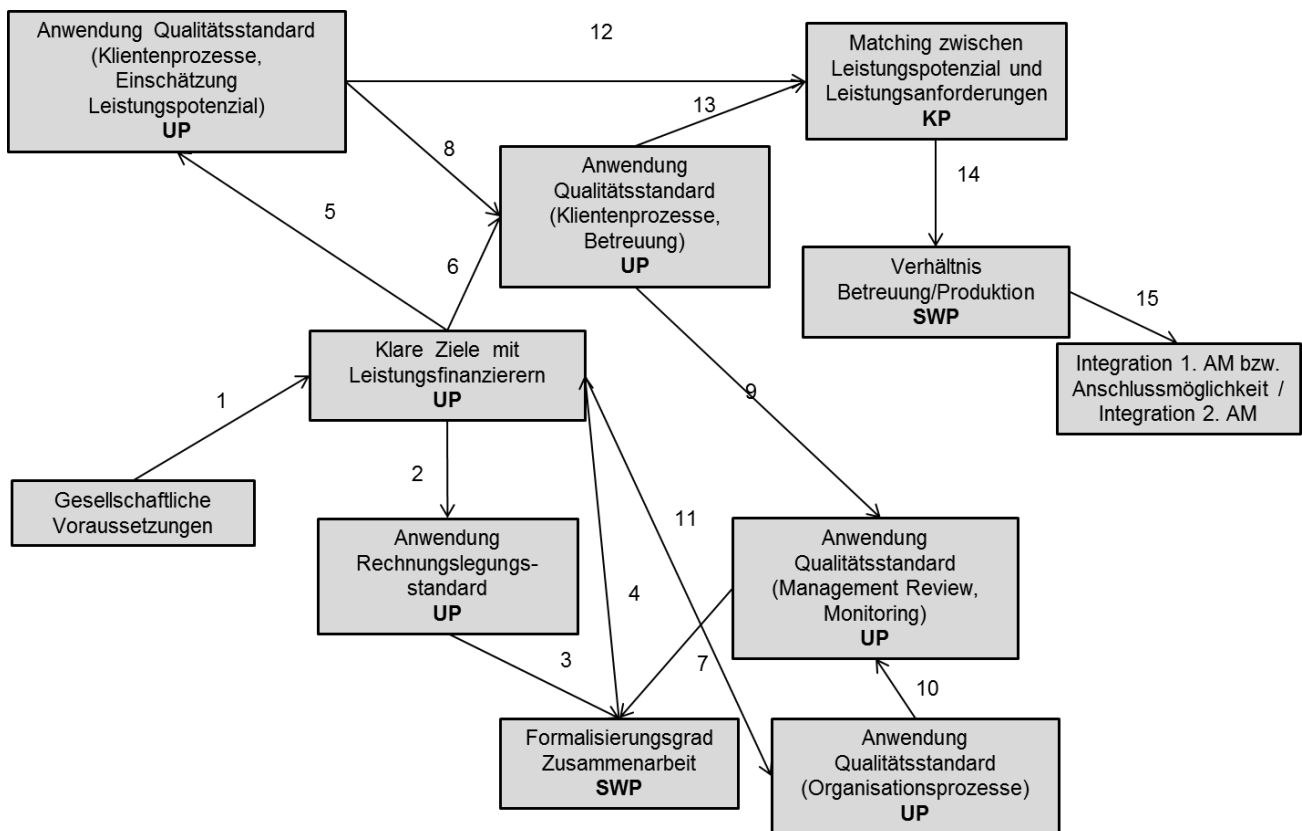 Anwendung Qualitätsstandard
(Klientenprozesse,
Einschätzung
Leistungspotenzial)
UP
12
Matching zwischen
Leistungspotenzial und
Leistungsanforderungen
KP
13
8
Anwendung
Qualitätsstandard
(Klientenprozesse,
Betreuung)
UP
14
5
6
Verhältnis
Betreuung/Produktion
SWP
15
Klare Ziele mit
Leistungsfinanzierern
UP
Integration 1. AM bzw.
Anschlussmöglichkeit /
Integration 2. AM
1
9
2
Gesellschaftliche
Voraussetzungen
11
Anwendung
Rechnungslegungs-
standard
UP
4
Anwendung
Qualitätsstandard
(Management Review,
Monitoring)
UP
3
7
10
Formalisierungsgrad
Zusammenarbeit
SWP
Anwendung
Qualitätsstandard
(Organisationsprozesse)
UP